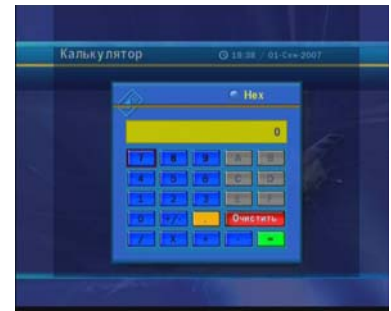 Калькулятор 18:38 / 01-Сен-2007
Hex
0
7 8 9 A B
4 5 6 C D
1 2 3 E F
0 +/- . Очистить
/ X + - =